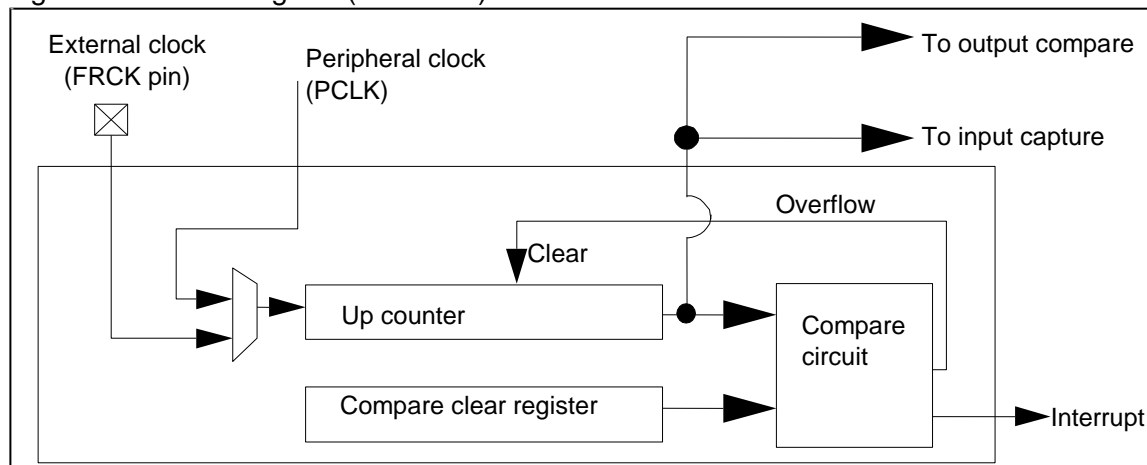 External clock
(FRCK pin)
Peripheral clock
(PCLK)
To output compare
To input capture
Overflow
Clear
Up counter
Compare
circuit
Compare clear register
Interrupt